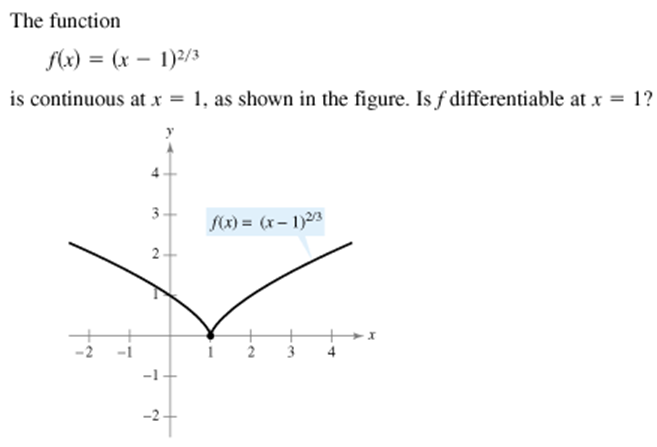 The function
f(x) = (x − 1)2/3
is continuous at x = 1, as shown in the figure. Is f differentiable at x = 1?
y
4
3
f(x) = (x − 1)2/3
2
1
x
−2 −1 1 2 3 4
−1
−2